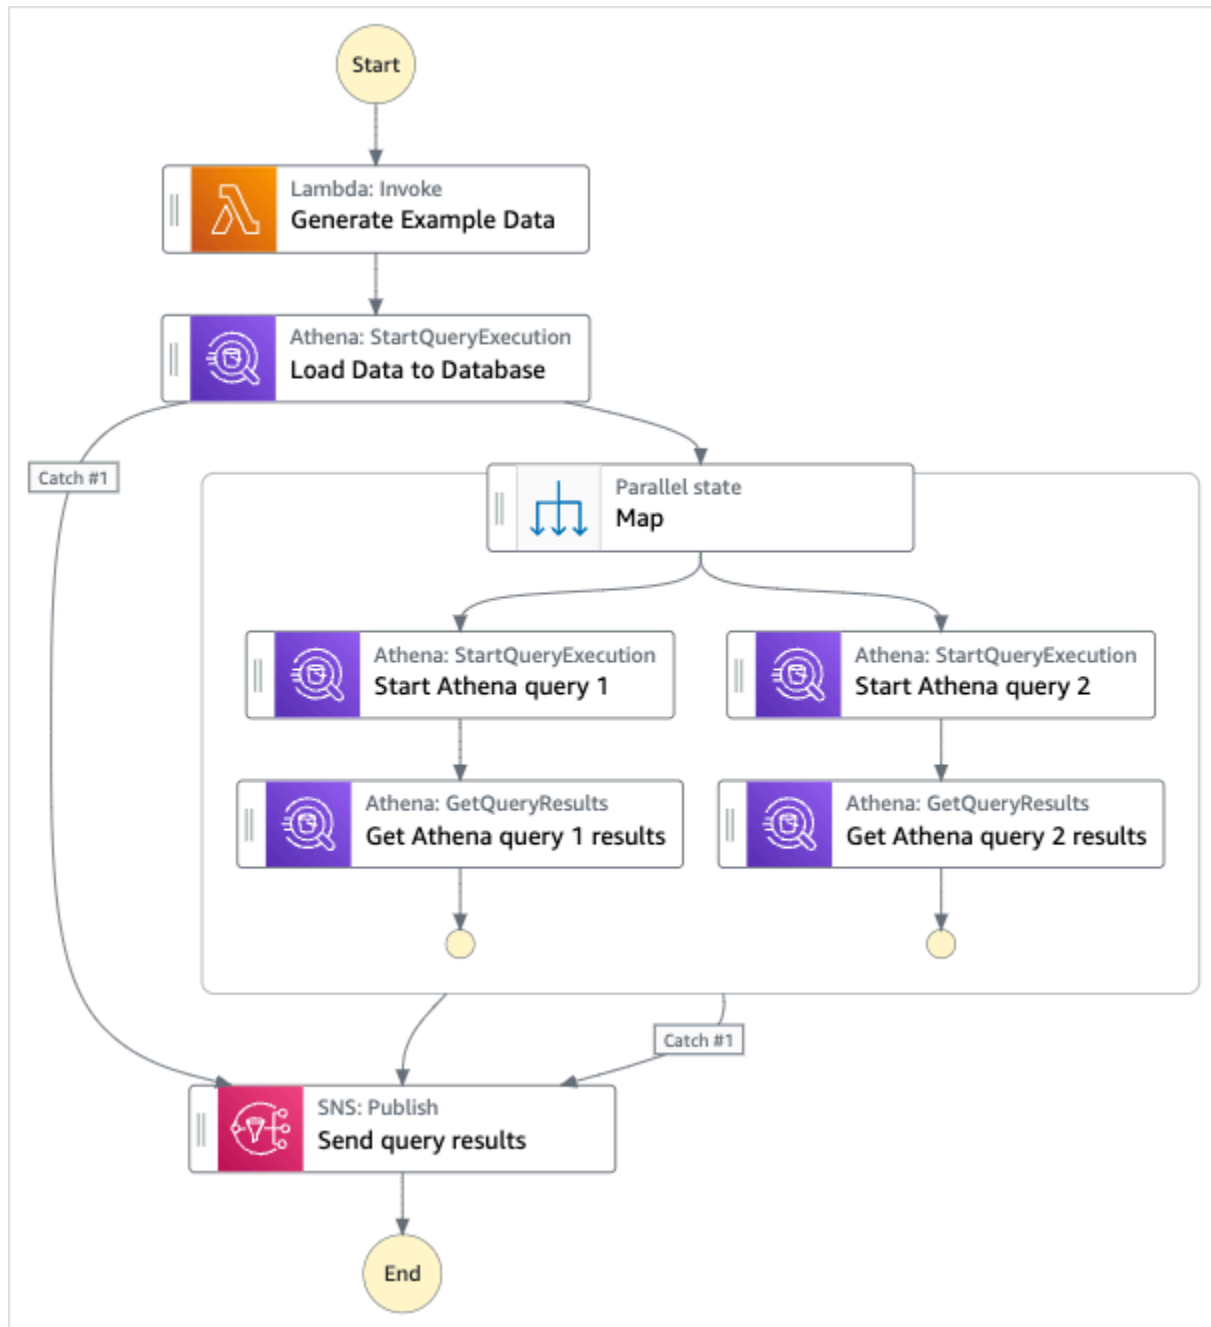 Start
Lambda: Invoke
Generate Example Data
Athena: StartQueryExecution
Load Data to Database
Catch #1
Parallel state
Map
Athena: StartQueryExecution
Start Athena query 1
Athena: StartQueryExecution
Start Athena query 2
Athena: GetQueryResults
Get Athena query 1 results
Athena: GetQueryResults
Get Athena query 2 results
Catch #1
SNS: Publish
Send query results
End